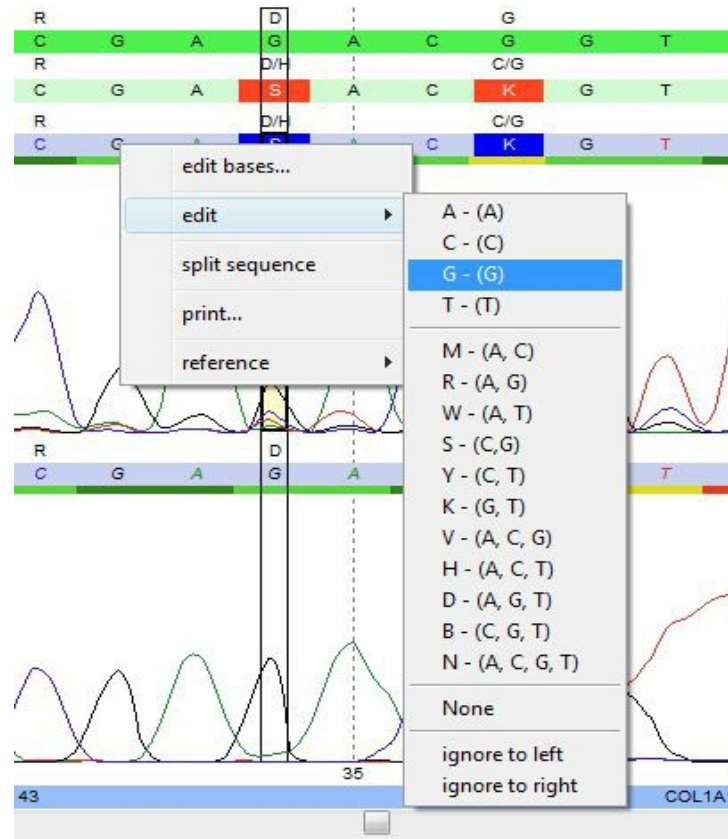 R D G
C G A G A C G G T
R D/H C/G
C G A S A C K G T
R D/H C/G
C G A S A C K G T
edit bases...
edit
split sequence
print...
reference
A - (A)
C - (C)
G - (G)
T - (T)
M - (A, C)
R - (A, G)
W - (A, T)
S - (C,G)
Y - (C, T)
K - (G, T)
V - (A, C, G)
H - (A, C, T)
D - (A, G, T)
B - (C, G, T)
N - (A, C, G, T)
None
ignore to left
ignore to right
R D
C G A G A T
35
43 COL1A